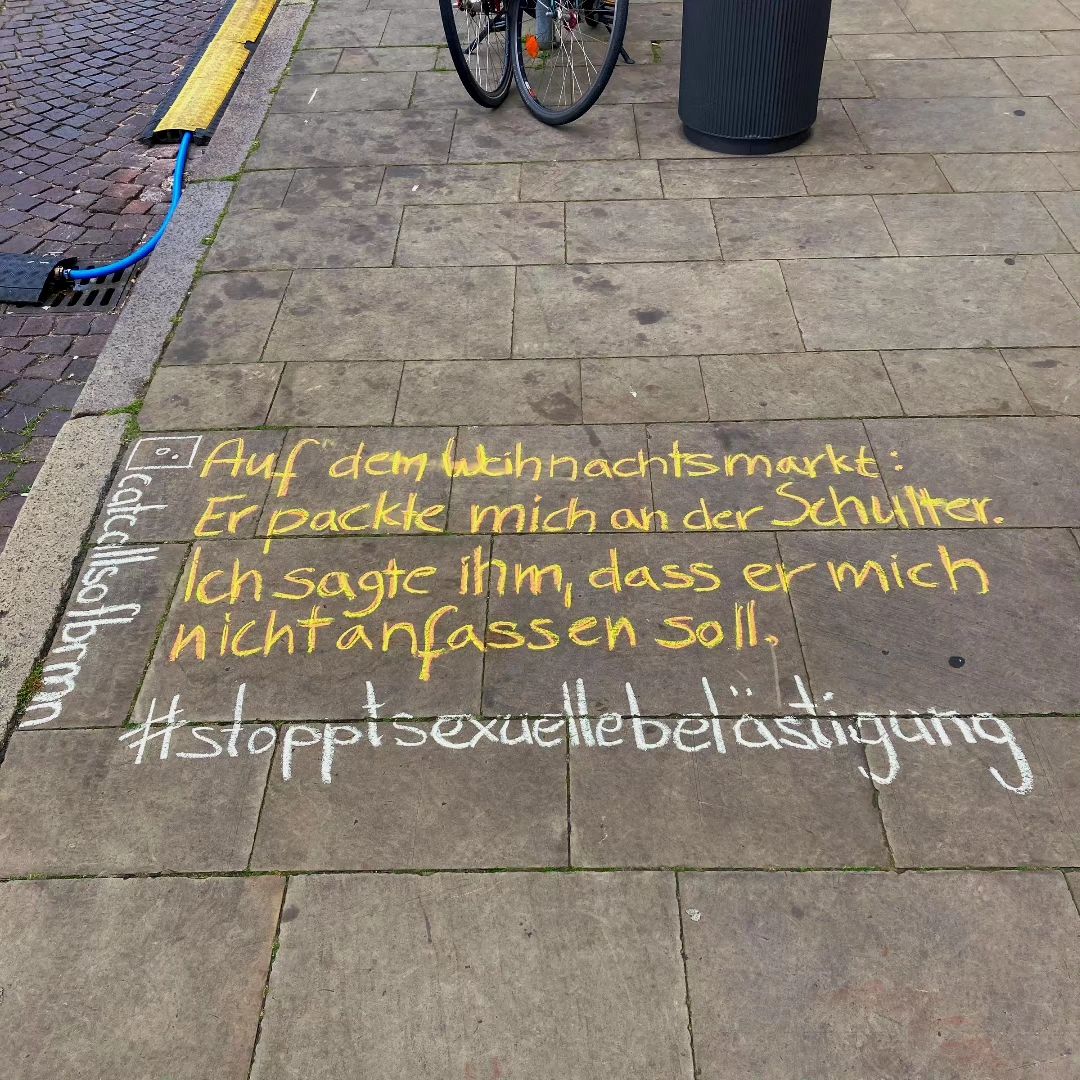 Auf dem Weihnachtsmarkt:
Er packte mich an der Schulter.
Ich sagte ihm, dass er mich
nicht anfassen soll.
#stopptsexuellebelästigung
catcallsofbrmn